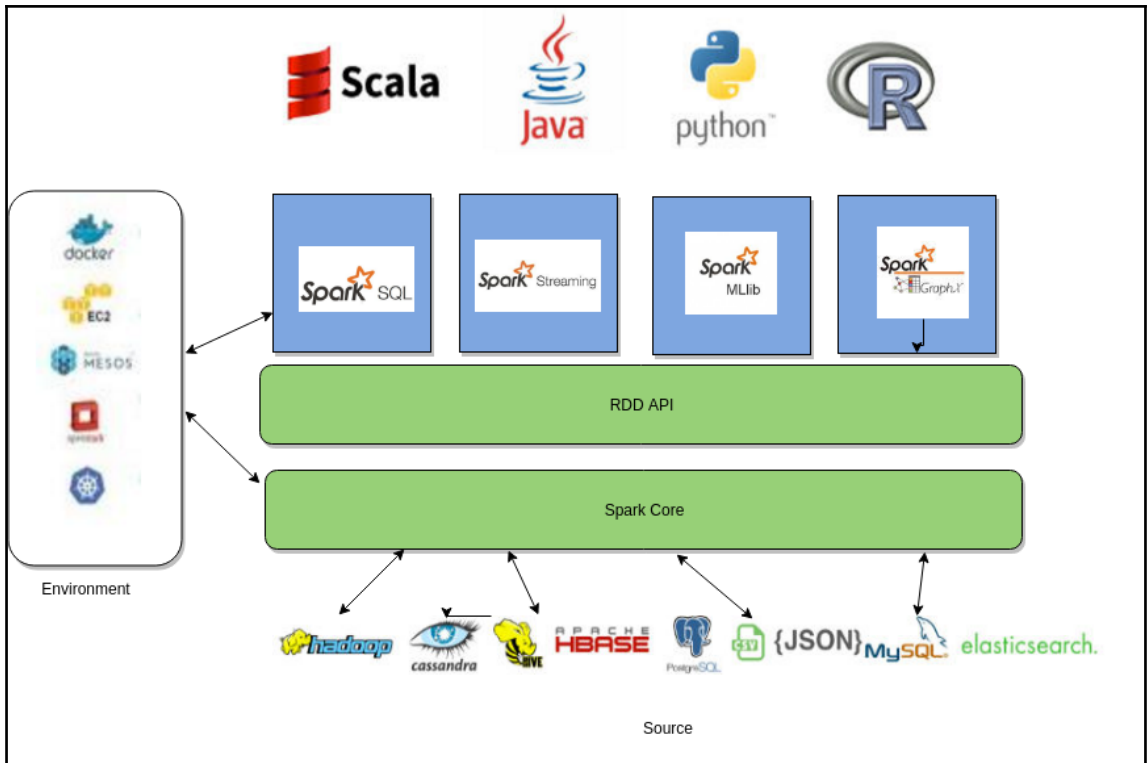 Scala
Java
python™
R
docker
EC2
MESOS
Spark SQL
Spark Streaming
Spark
MLlib
Spark
GraphX
RDD API
Spark Core
Environment
hadoop
cassandra
HIVE
APACHE
HBASE
PostgreSQL
CSV
{JSON}
MySQL
elasticsearch.
Source